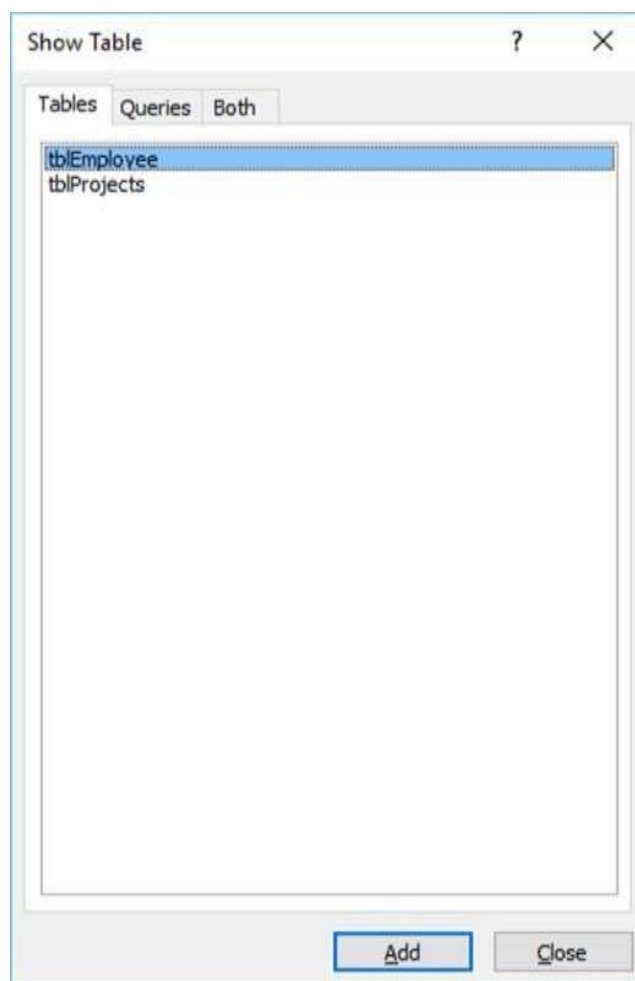 Show Table ?
Tables Queries Both
tblEmployee
tblProjects
Add Close